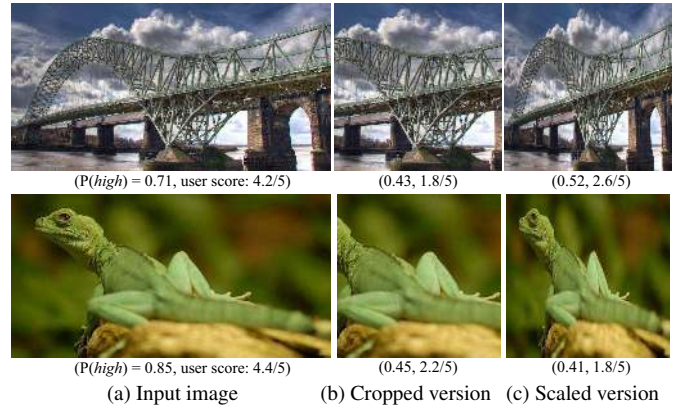 (P(high) = 0.71, user score: 4.2/5) (0.43, 1.8/5) (0.52, 2.6/5)
(P(high) = 0.85, user score: 4.4/5) (0.45, 2.2/5) (0.41, 1.8/5)
(a) Input image (b) Cropped version (c) Scaled version